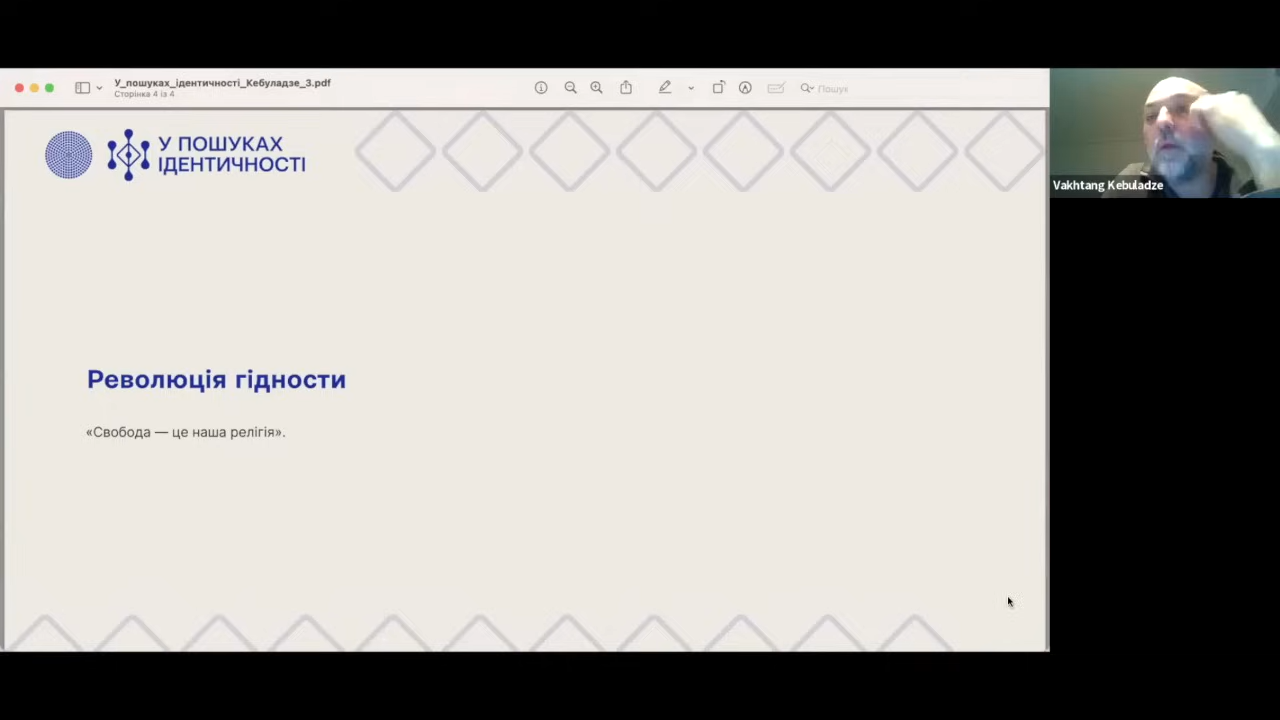 У_пошуках_ідентичності_Кебуладзе_3.pdf
Сторінка 4 із 4
Пошук
У ПОШУКАХ
ІДЕНТИЧНОСТІ
Vakhtang Kebuladze
Революція гідности
«Свобода — це наша релігія».